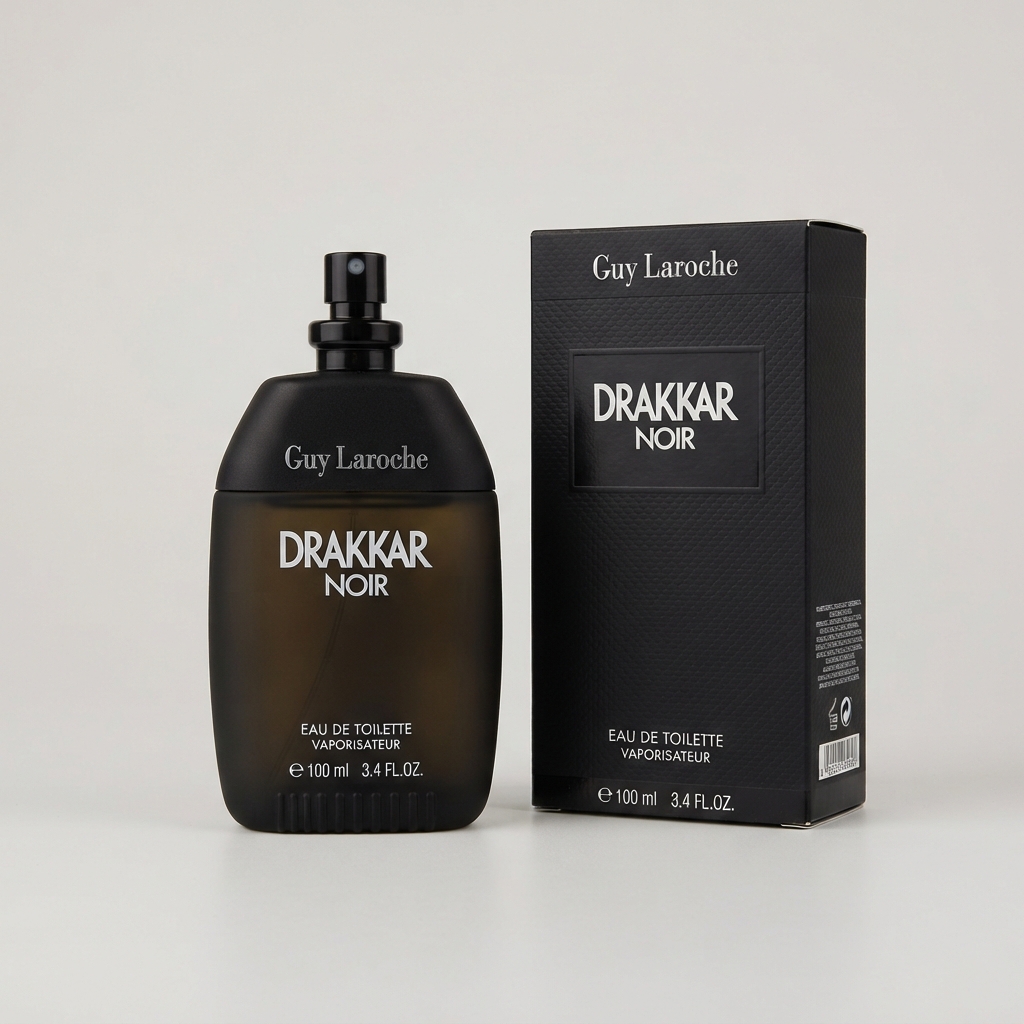 Guy Laroche
DRAKKAR
NOIR
EAU DE TOILETTE
VAPORISATEUR
℮ 100 ml 3.4 FL.OZ.
Guy Laroche
DRAKKAR
NOIR
EAU DE TOILETTE
VAPORISATEUR
℮ 100 ml 3.4 FL.OZ.